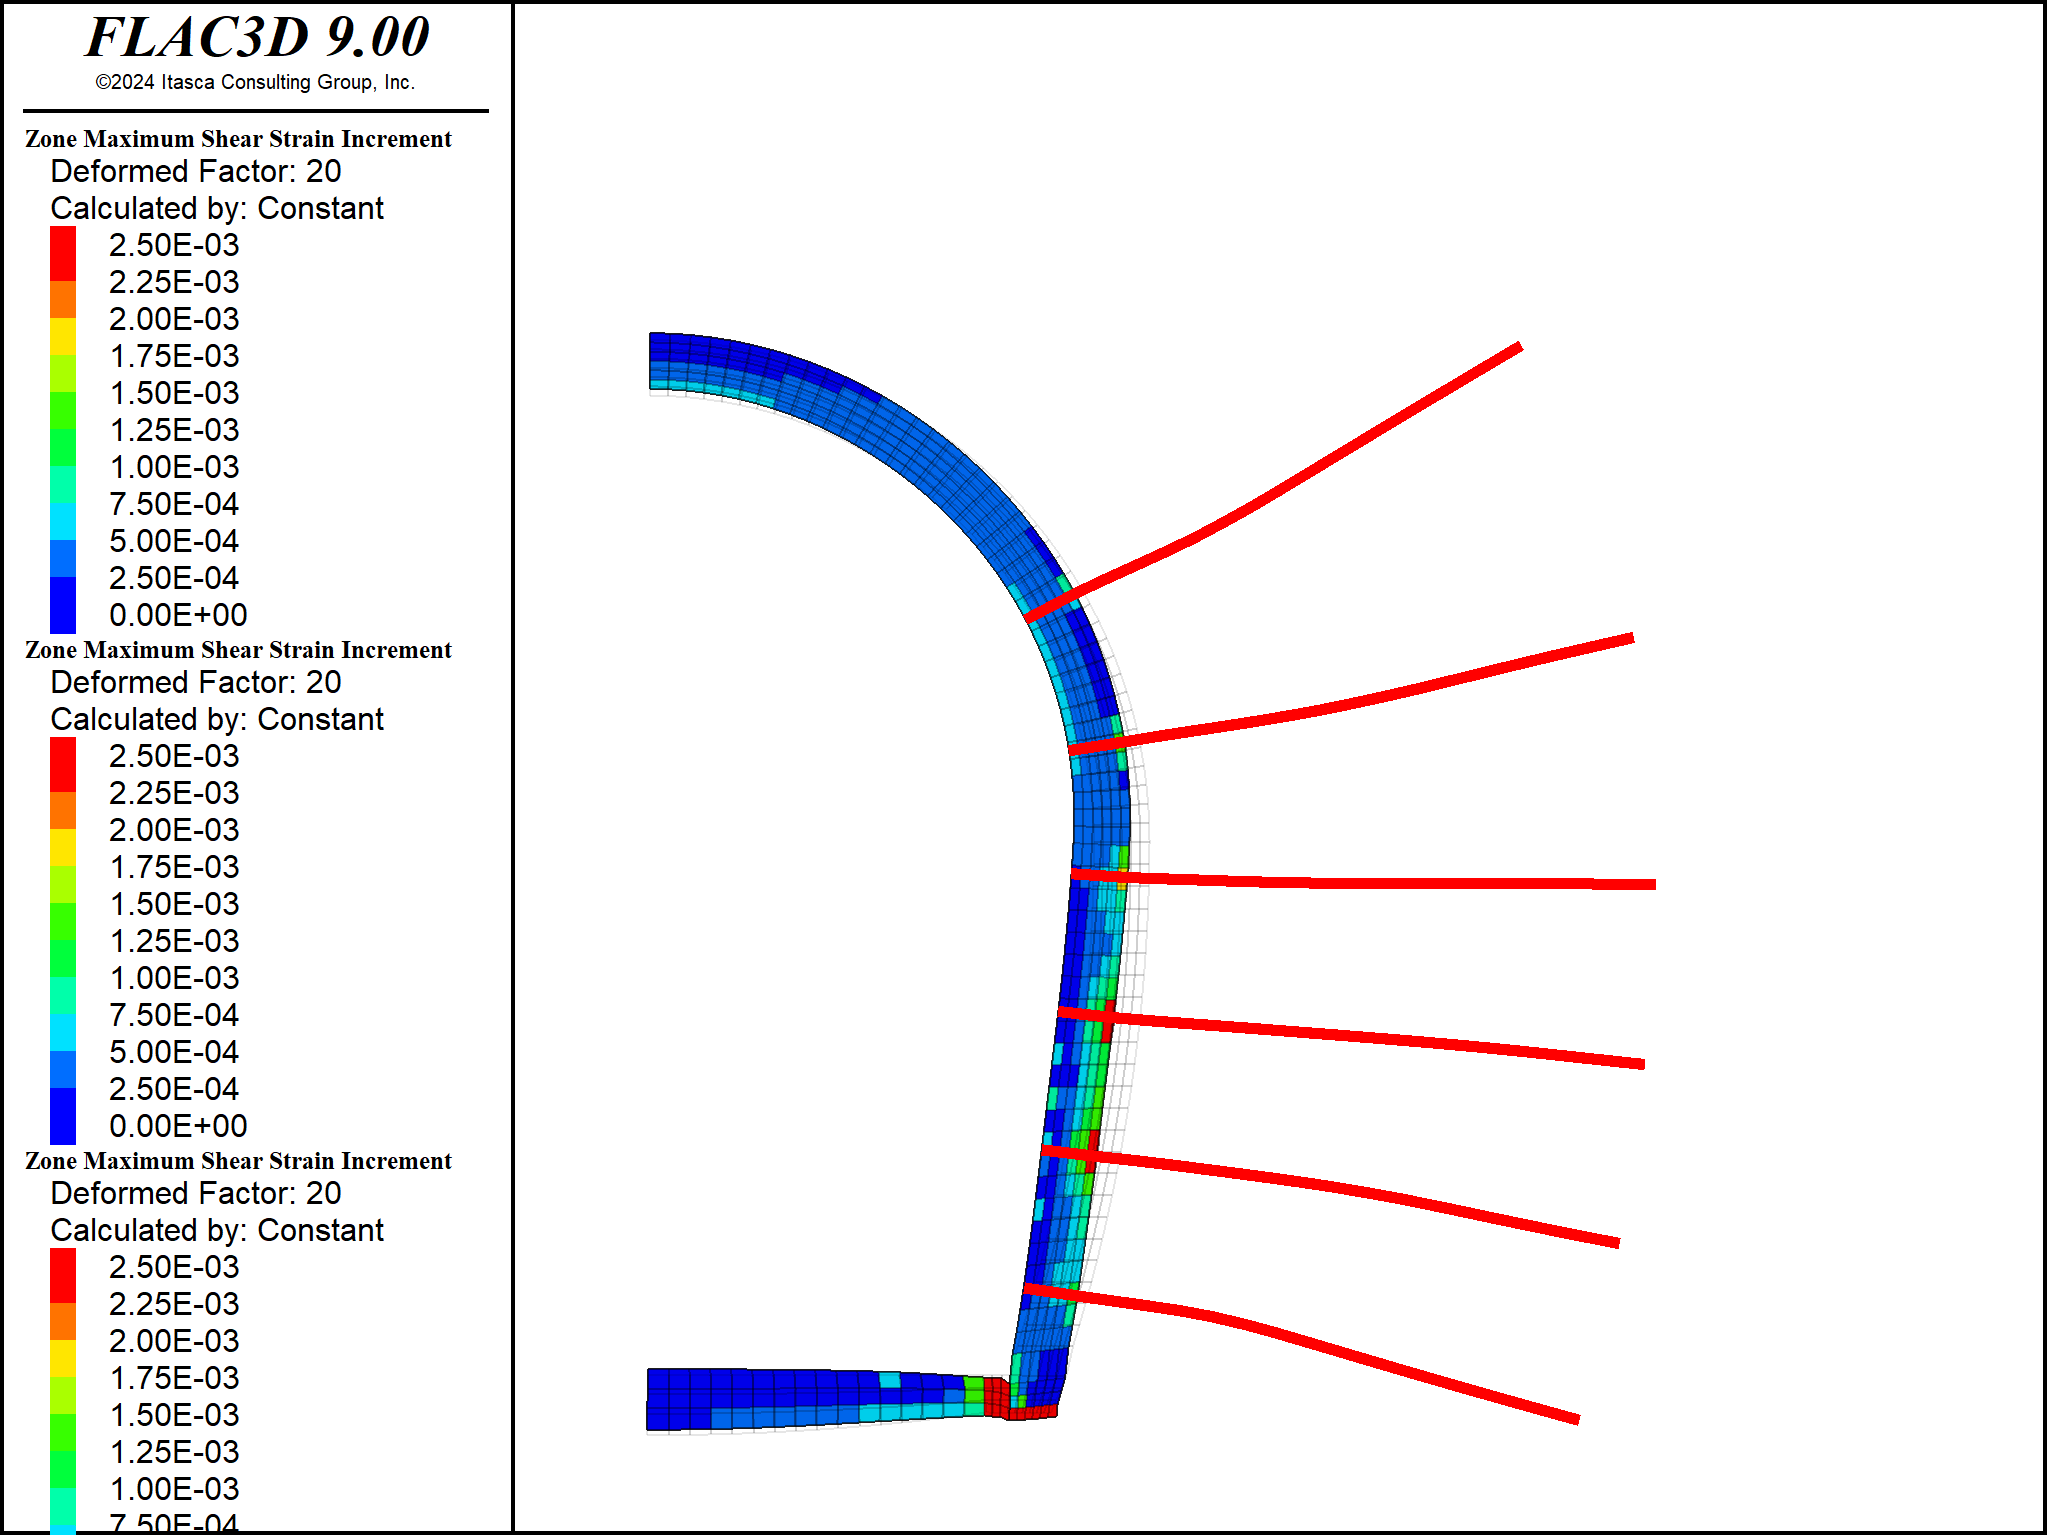 FLAC3D 9.00
©2024 Itasca Consulting Group, Inc.
Zone Maximum Shear Strain Increment
Deformed Factor: 20
Calculated by: Constant
2.50E-03
2.25E-03
2.00E-03
1.75E-03
1.50E-03
1.25E-03
1.00E-03
7.50E-04
5.00E-04
2.50E-04
0.00E+00
Zone Maximum Shear Strain Increment
Deformed Factor: 20
Calculated by: Constant
2.50E-03
2.25E-03
2.00E-03
1.75E-03
1.50E-03
1.25E-03
1.00E-03
7.50E-04
5.00E-04
2.50E-04
0.00E+00
Zone Maximum Shear Strain Increment
Deformed Factor: 20
Calculated by: Constant
2.50E-03
2.25E-03
2.00E-03
1.75E-03
1.50E-03
1.25E-03
1.00E-03
7.50E-04